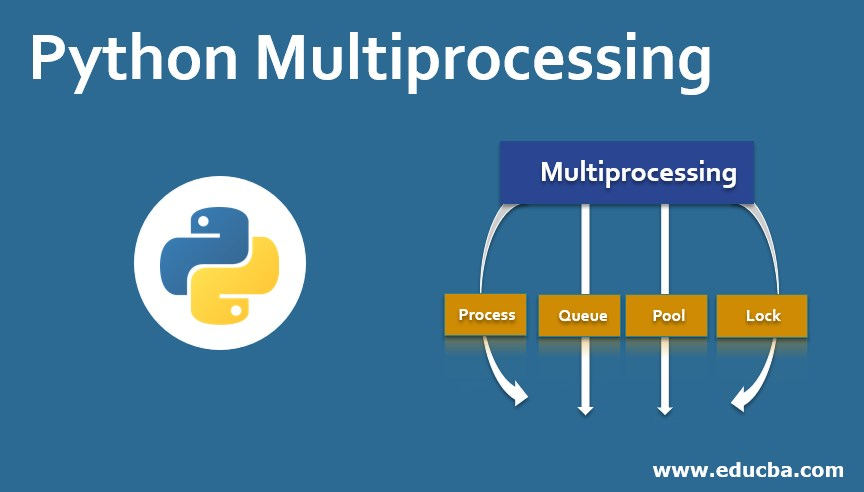 Python Multiprocessing
Multiprocessing
Process
Queue
Pool
Lock
www.educba.com